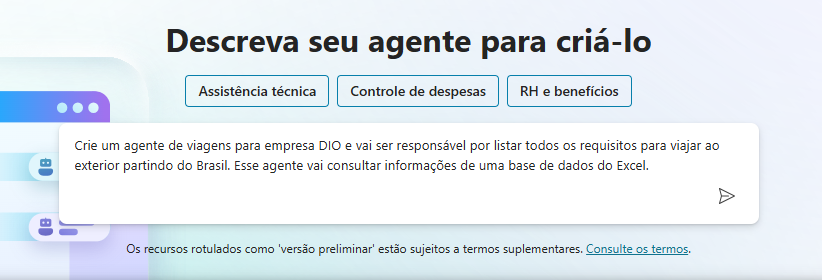 Descreva seu agente para criá-lo
Assistência técnica
Controle de despesas
RH e benefícios
Crie um agente de viagens para empresa DIO e vai ser responsável por listar todos os requisitos para viajar ao
exterior partindo do Brasil. Esse agente vai consultar informações de uma base de dados do Excel.
Os recursos rotulados como 'versão preliminar' estão sujeitos a termos suplementares. Consulte os termos.